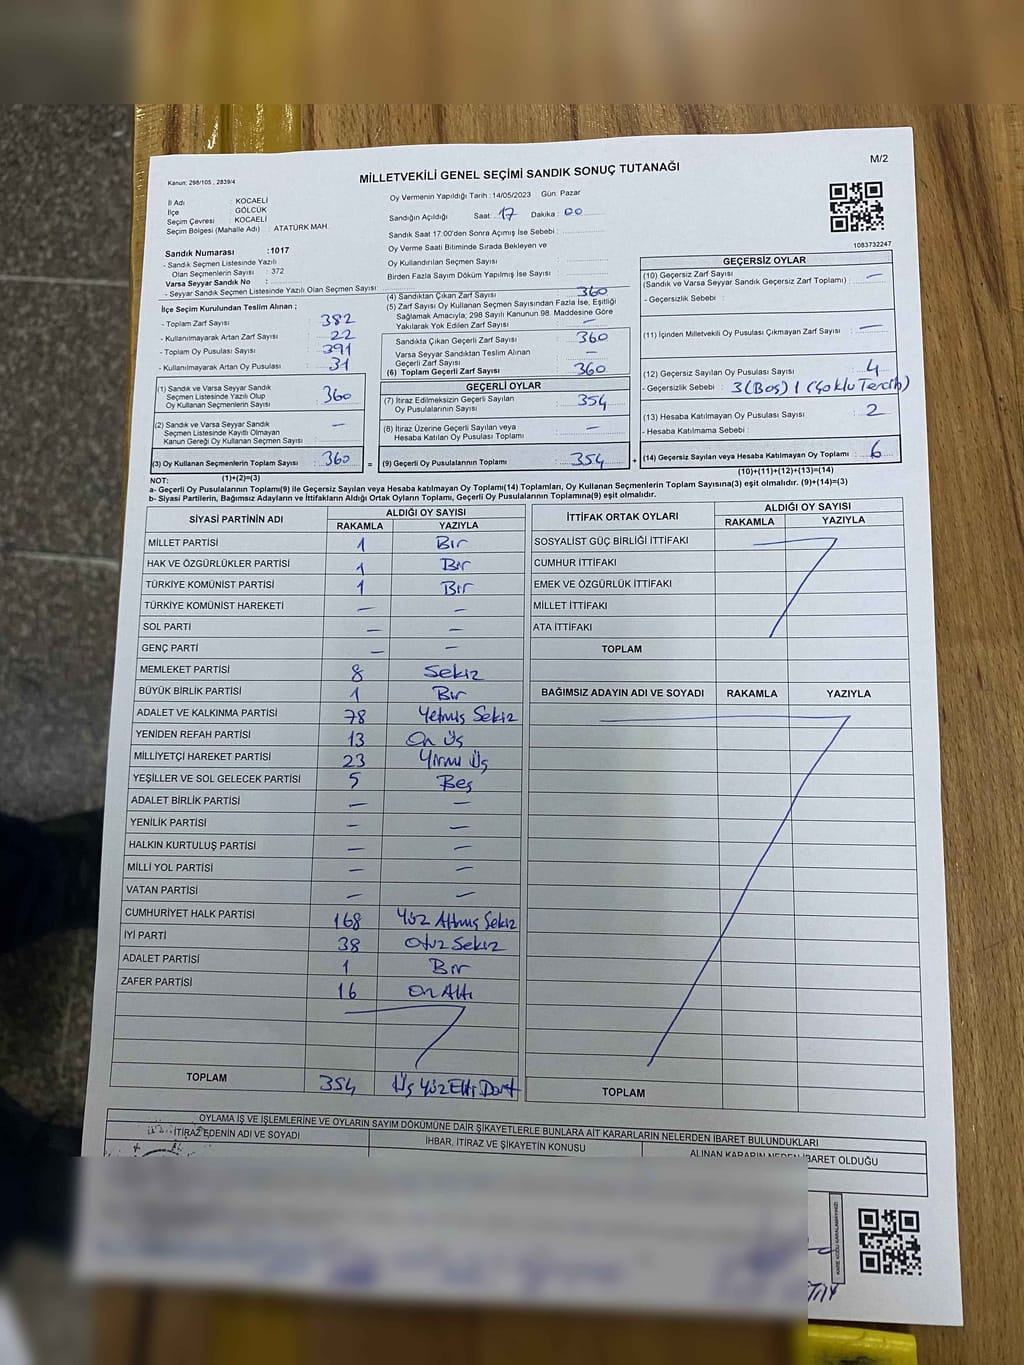 MİLLETVEKİLİ GENEL SEÇİMİ SANDIK SONUÇ TUTANAĞI
M/2
Kanun: 298/105 , 2839/4
İl Adı : KOCAELİ
İlçe : GÖLCÜK
Seçim Çevresi : KOCAELİ
Seçim Bölgesi (Mahalle Adı) : ATATÜRK MAH.
Sandık Numarası :1017
- Sandık Seçmen Listesinde Yazılı
Olan Seçmenlerin Sayısı : 372
Varsa Seyyar Sandık No :
- Seyyar Sandık Seçmen Listesinde Yazılı Olan Seçmen Sayısı:
Oy Vermenin Yapıldığı Tarih : 14/05/2023 Gün: Pazar
Sandığın Açıldığı Saat: 17 Dakika : 00
Sandık Saat 17:00'den Sonra Açmış İse Sebebi :
Oy Verme Saati Bitiminde Sırada Bekleyen ve
Oy Kullandırılan Seçmen Sayısı :
Birden Fazla Sayım Döküm Yapılmış İse Sayısı :
1083732247
İlçe Seçim Kurulundan Teslim Alınan ;
- Toplam Zarf Sayısı : 382
- Kullanılmayarak Artan Zarf Sayısı : 22
- Toplam Oy Pusulası Sayısı : 391
- Kullanılmayarak Artan Oy Pusulası : 31
(1) Sandık ve Varsa Seyyar Sandık
Seçmen Listesinde Yazılı Olup
Oy Kullanan Seçmenlerin Sayısı : 360
(2) Sandık ve Varsa Seyyar Sandık
Seçmen Listesinde Kayıtlı Olmayan
Kanun Gereği Oy Kullanan Seçmen Sayısı : —
(3) Oy Kullanan Seçmenlerin Toplam Sayısı : 360 =
(4) Sandıktan Çıkan Zarf Sayısı : 360
(5) Zarf Sayısı Oy Kullanan Seçmen Sayısından Fazla İse, Eşitliği
Sağlamak Amacıyla, 298 Sayılı Kanunun 98. Maddesine Göre
Yakılarak Yok Edilen Zarf Sayısı : —
Sandıkta Çıkan Geçerli Zarf Sayısı : 360
Varsa Seyyar Sandıktan Teslim Alınan
Geçerli Zarf Sayısı : —
(6) Toplam Geçerli Zarf Sayısı : 360
GEÇERLİ OYLAR
(7) İtiraz Edilmeksizin Geçerli Sayılan
Oy Pusulalarının Sayısı : 354
(8) İtiraz Üzerine Geçerli Sayılan veya
Hesaba Katılan Oy Pusulası Toplamı : —
(9) Geçerli Oy Pusulalarının Toplamı : 354 +
GEÇERSİZ OYLAR
(10) Geçersiz Zarf Sayısı
(Sandık ve Varsa Seyyar Sandık Geçersiz Zarf Toplamı) : —
- Geçersizlik Sebebi :
(11) İçinden Milletvekili Oy Pusulası Çıkmayan Zarf Sayısı : —
(12) Geçersiz Sayılan Oy Pusulası Sayısı : 4
- Geçersizlik Sebebi : 3 (Boş) 1 (Çoklu Tercih)
(13) Hesaba Katılmayan Oy Pusulası Sayısı : 2
- Hesaba Katılmama Sebebi :
(14) Geçersiz Sayılan veya Hesaba Katılmayan Oy Toplamı : 6
(1)+(2)=(3)
(10)+(11)+(12)+(13)=(14)
NOT:
a- Geçerli Oy Pusulalarının Toplamı(9) ile Geçersiz Sayılan veya Hesaba Katılmayan Oy Toplamı(14) Toplamları, Oy Kullanan Seçmenlerin Toplam Sayısına(3) eşit olmalıdır. (9)+(14)=(3)
b- Siyasi Partilerin, Bağımsız Adayların ve İttifakların Aldığı Ortak Oyların Toplamı, Geçerli Oy Pusulalarının Toplamına(9) eşit olmalıdır.
SİYASİ PARTİNİN ADI ALDIĞI OY SAYISI
RAKAMLA YAZIYLA
MİLLET PARTİSİ 1 Bir
HAK VE ÖZGÜRLÜKLER PARTİSİ 1 Bir
TÜRKİYE KOMÜNİST PARTİSİ 1 Bir
TÜRKİYE KOMÜNİST HAREKETİ — —
SOL PARTİ — —
GENÇ PARTİ — —
MEMLEKET PARTİSİ 8 Sekiz
BÜYÜK BİRLİK PARTİSİ 1 Bir
ADALET VE KALKINMA PARTİSİ 78 Yetmiş Sekiz
YENİDEN REFAH PARTİSİ 13 On Üç
MİLLİYETÇİ HAREKET PARTİSİ 23 Yirmi Üç
YEŞİLLER VE SOL GELECEK PARTİSİ 5 Beş
ADALET BİRLİK PARTİSİ — —
YENİLİK PARTİSİ — —
HALKIN KURTULUŞ PARTİSİ — —
MİLLİ YOL PARTİSİ — —
VATAN PARTİSİ — —
CUMHURİYET HALK PARTİSİ 168 Yüz Altmış Sekiz
İYİ PARTİ 38 Otuz Sekiz
ADALET PARTİSİ 1 Bir
ZAFER PARTİSİ 16 On Altı
TOPLAM 354 Üç Yüz Elli Dört
İTTİFAK ORTAK OYLARI ALDIĞI OY SAYISI
RAKAMLA YAZIYLA
SOSYALİST GÜÇ BİRLİĞİ İTTİFAKI
CUMHUR İTTİFAKI
EMEK VE ÖZGÜRLÜK İTTİFAKI
MİLLET İTTİFAKI
ATA İTTİFAKI
TOPLAM
BAĞIMSIZ ADAYIN ADI VE SOYADI RAKAMLA YAZIYLA
TOPLAM
OYLAMA İŞ VE İŞLEMLERİNE VE OYLARIN SAYIM DÖKÜMÜNE DAİR ŞİKAYETLERLE BUNLARA AİT KARARLARIN NELERDEN İBARET BULUNDUKLARI
İTİRAZ EDENİN ADI VE SOYADI
İHBAR, İTİRAZ VE ŞİKAYETİN KONUSU
ALINAN KARARIN NEDEN İBARET OLDUĞU